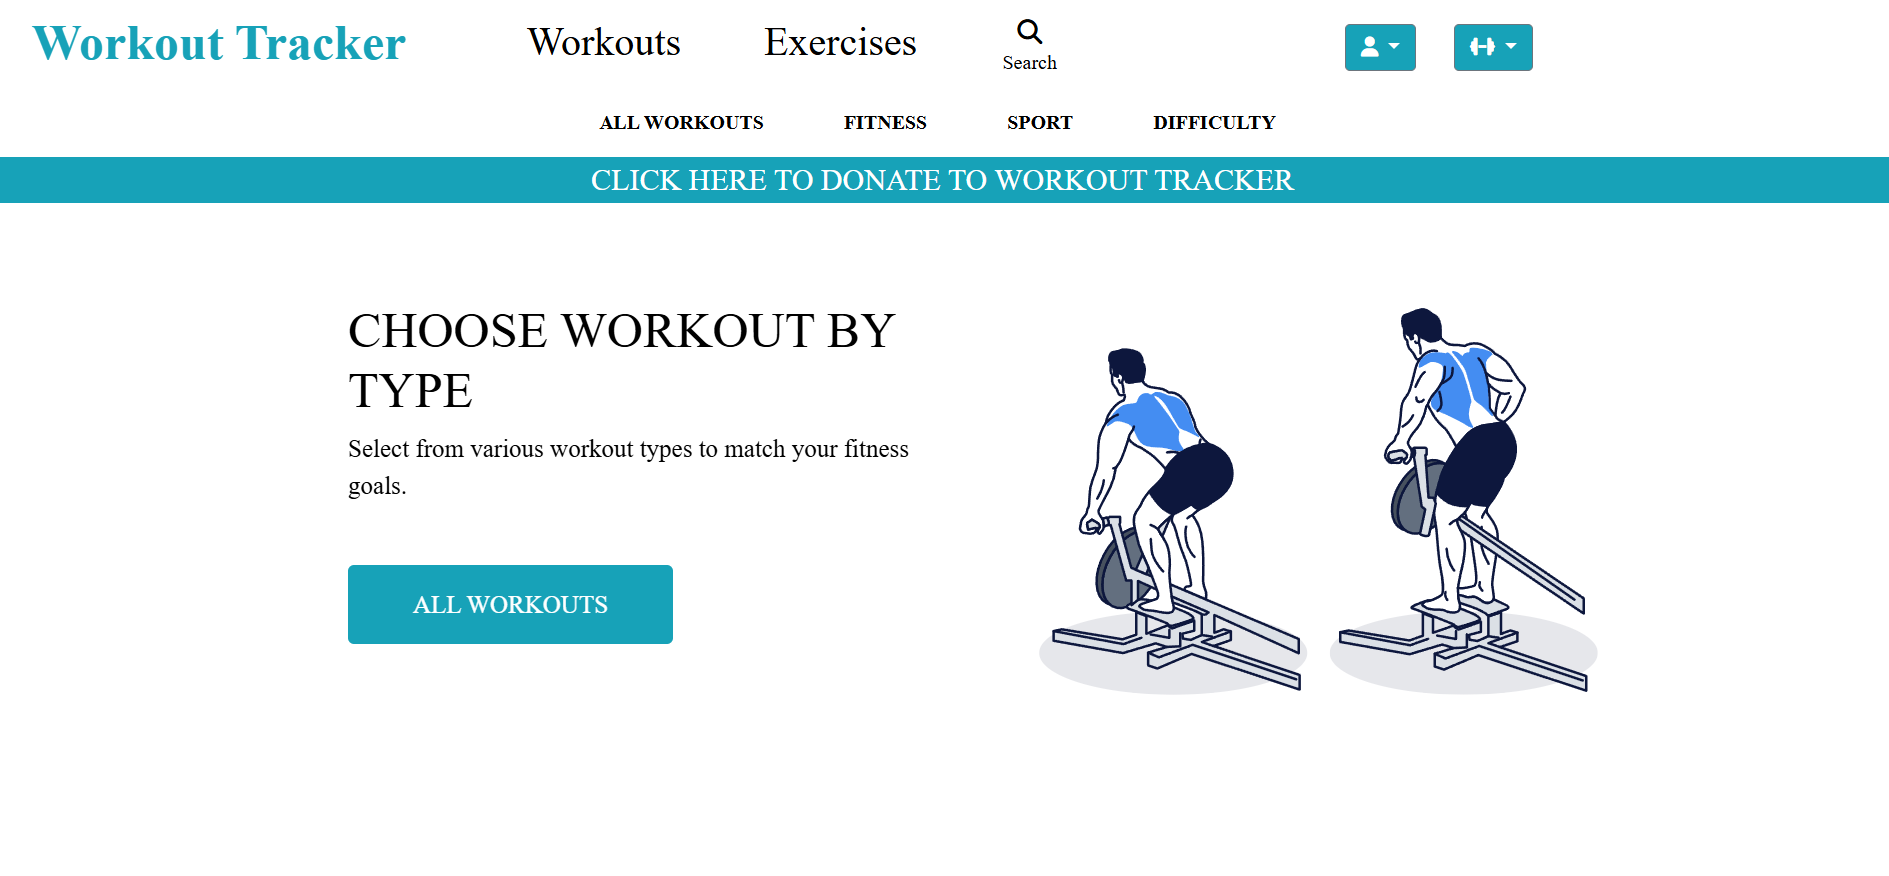 Workout Tracker
Workouts
Exercises
Search
ALL WORKOUTS
FITNESS
SPORT
DIFFICULTY
CLICK HERE TO DONATE TO WORKOUT TRACKER
CHOOSE WORKOUT BY
TYPE
Select from various workout types to match your fitness
goals.
ALL WORKOUTS